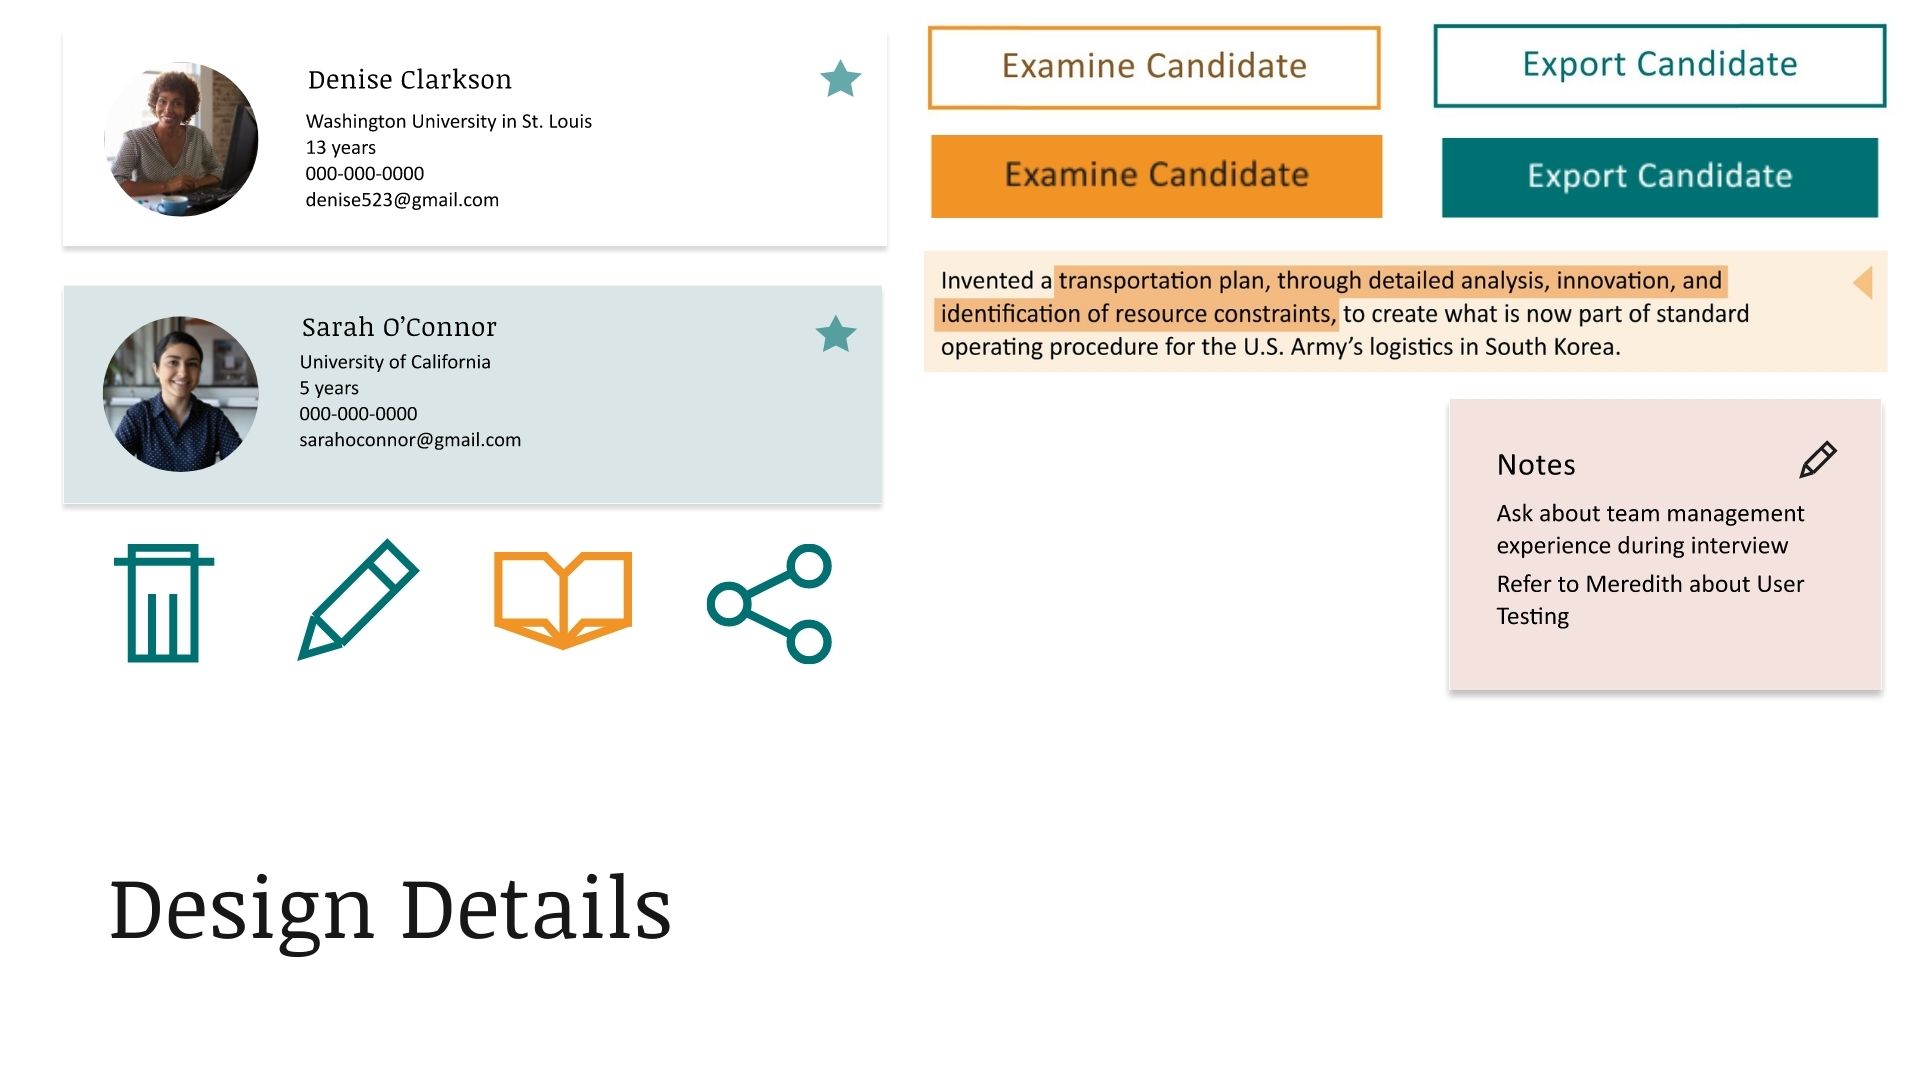 Denise Clarkson
Washington University in St. Louis
13 years
000-000-0000
denise523@gmail.com
Sarah O’Connor
University of California
5 years
000-000-0000
sarahoconnor@gmail.com
Examine Candidate
Export Candidate
Examine Candidate
Export Candidate
Invented a transportation plan, through detailed analysis, innovation, and
identification of resource constraints, to create what is now part of standard
operating procedure for the U.S. Army’s logistics in South Korea.
Notes
Ask about team management
experience during interview
Refer to Meredith about User
Testing
Design Details